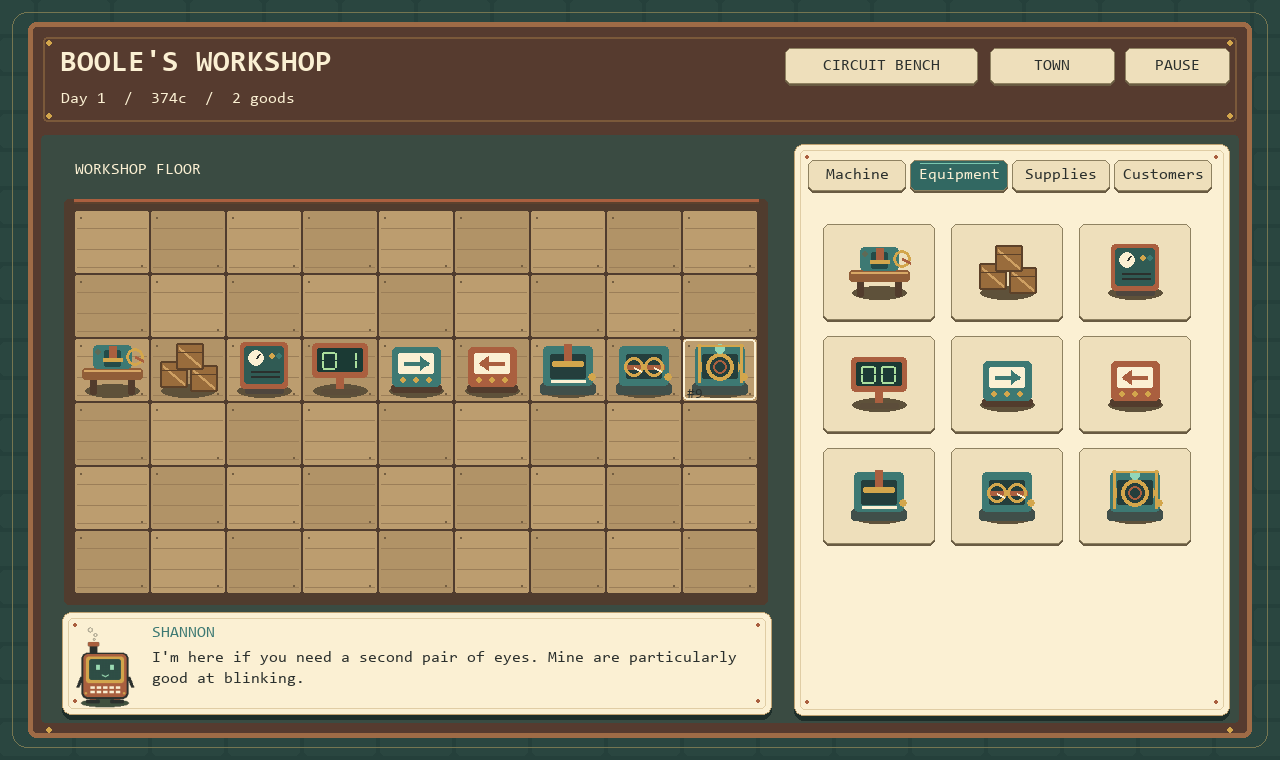 BOOLE'S WORKSHOP
CIRCUIT BENCH
TOWN
PAUSE
Day 1 / 374c / 2 goods
WORKSHOP FLOOR
Machine
Equipment
Supplies
Customers
01
#9
00
SHANNON
I'm here if you need a second pair of eyes. Mine are particularly
good at blinking.